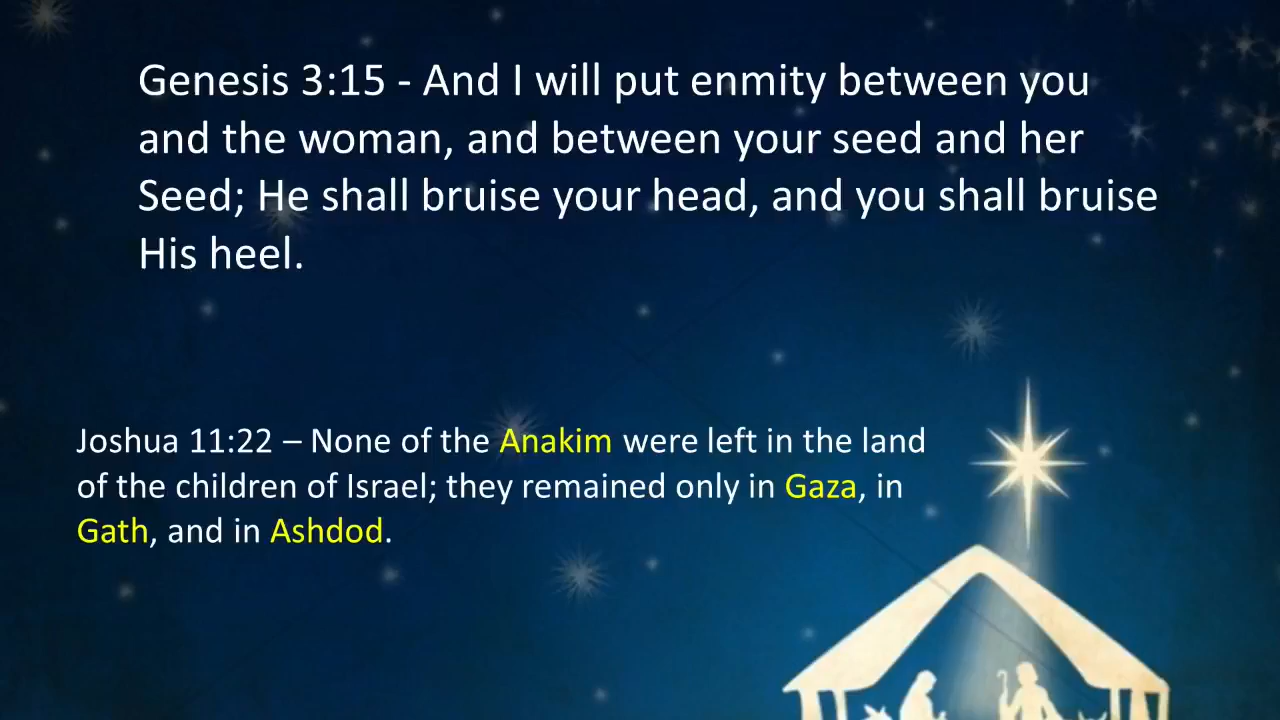 Genesis 3:15 - And I will put enmity between you
and the woman, and between your seed and her
Seed; He shall bruise your head, and you shall bruise
His heel.
Joshua 11:22 – None of the Anakim were left in the land
of the children of Israel; they remained only in Gaza, in
Gath, and in Ashdod.